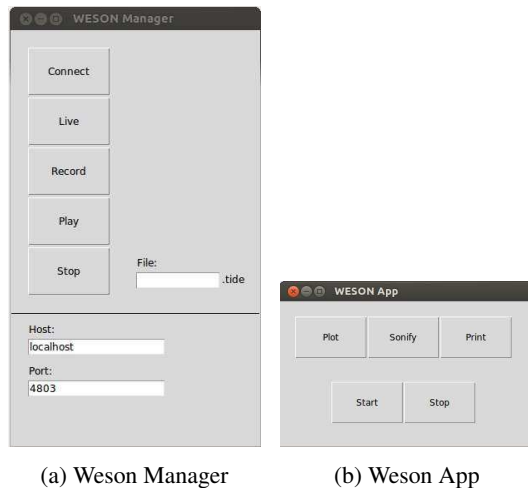 WESON Manager
Connect
Live
Record
Play
Stop
File:
.tide
Host:
localhost
Port:
4803
(a) Weson Manager
WESON App
Plot Sonify Print
Start Stop
(b) Weson App